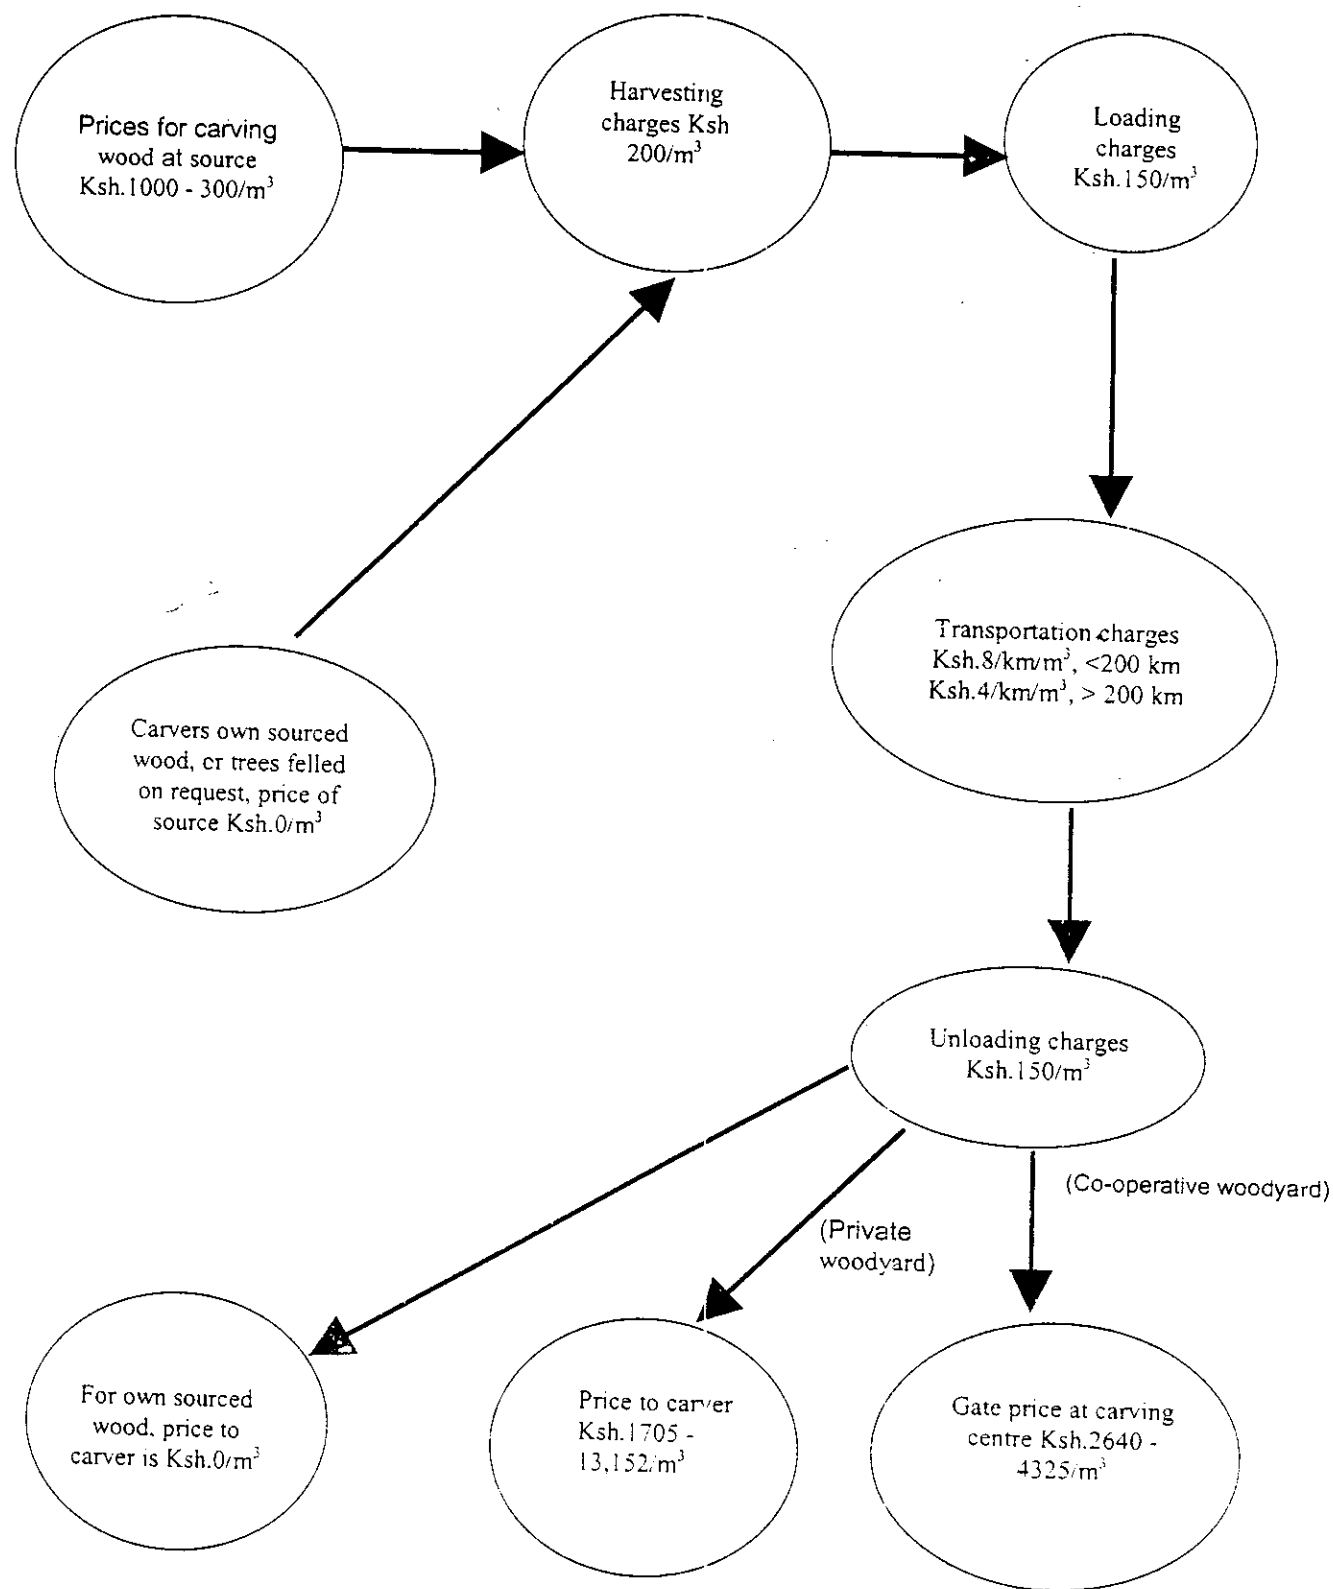 Prices for carving
wood at source
Ksh.1000 - 300/m³
Harvesting
charges Ksh
200/m³
Loading
charges
Ksh.150/m³
Transportation charges
Ksh.8/km/m³, <200 km
Ksh.4/km/m³, > 200 km
Carvers own sourced
wood, cr trees felled
on request, price of
source Ksh.0/m³
Unloading charges
Ksh.150/m³
(Co-operative woodyard)
(Private
woodyard)
For own sourced
wood, price to
carver is Ksh.0/m³
Price to carver
Ksh.1705 -
13,152/m³
Gate price at carving
centre Ksh.2640 -
4325/m³